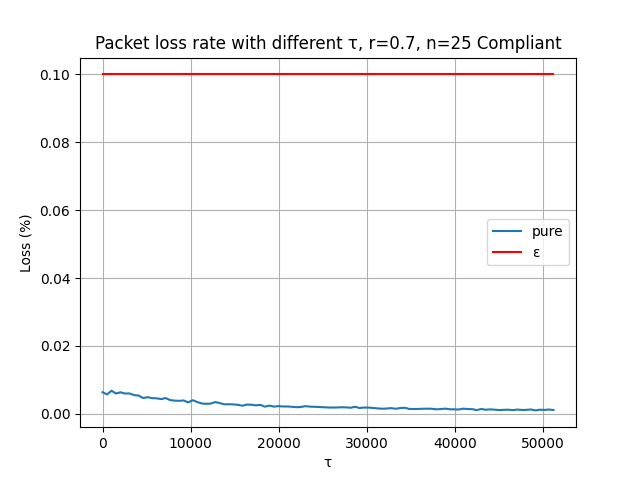 Packet loss rate with different τ, r=0.7, n=25 Compliant
0.10
0.08
0.06
0.04
0.02
0.00
Loss (%)
pure
ε
0
10000
20000
30000
40000
50000
τ